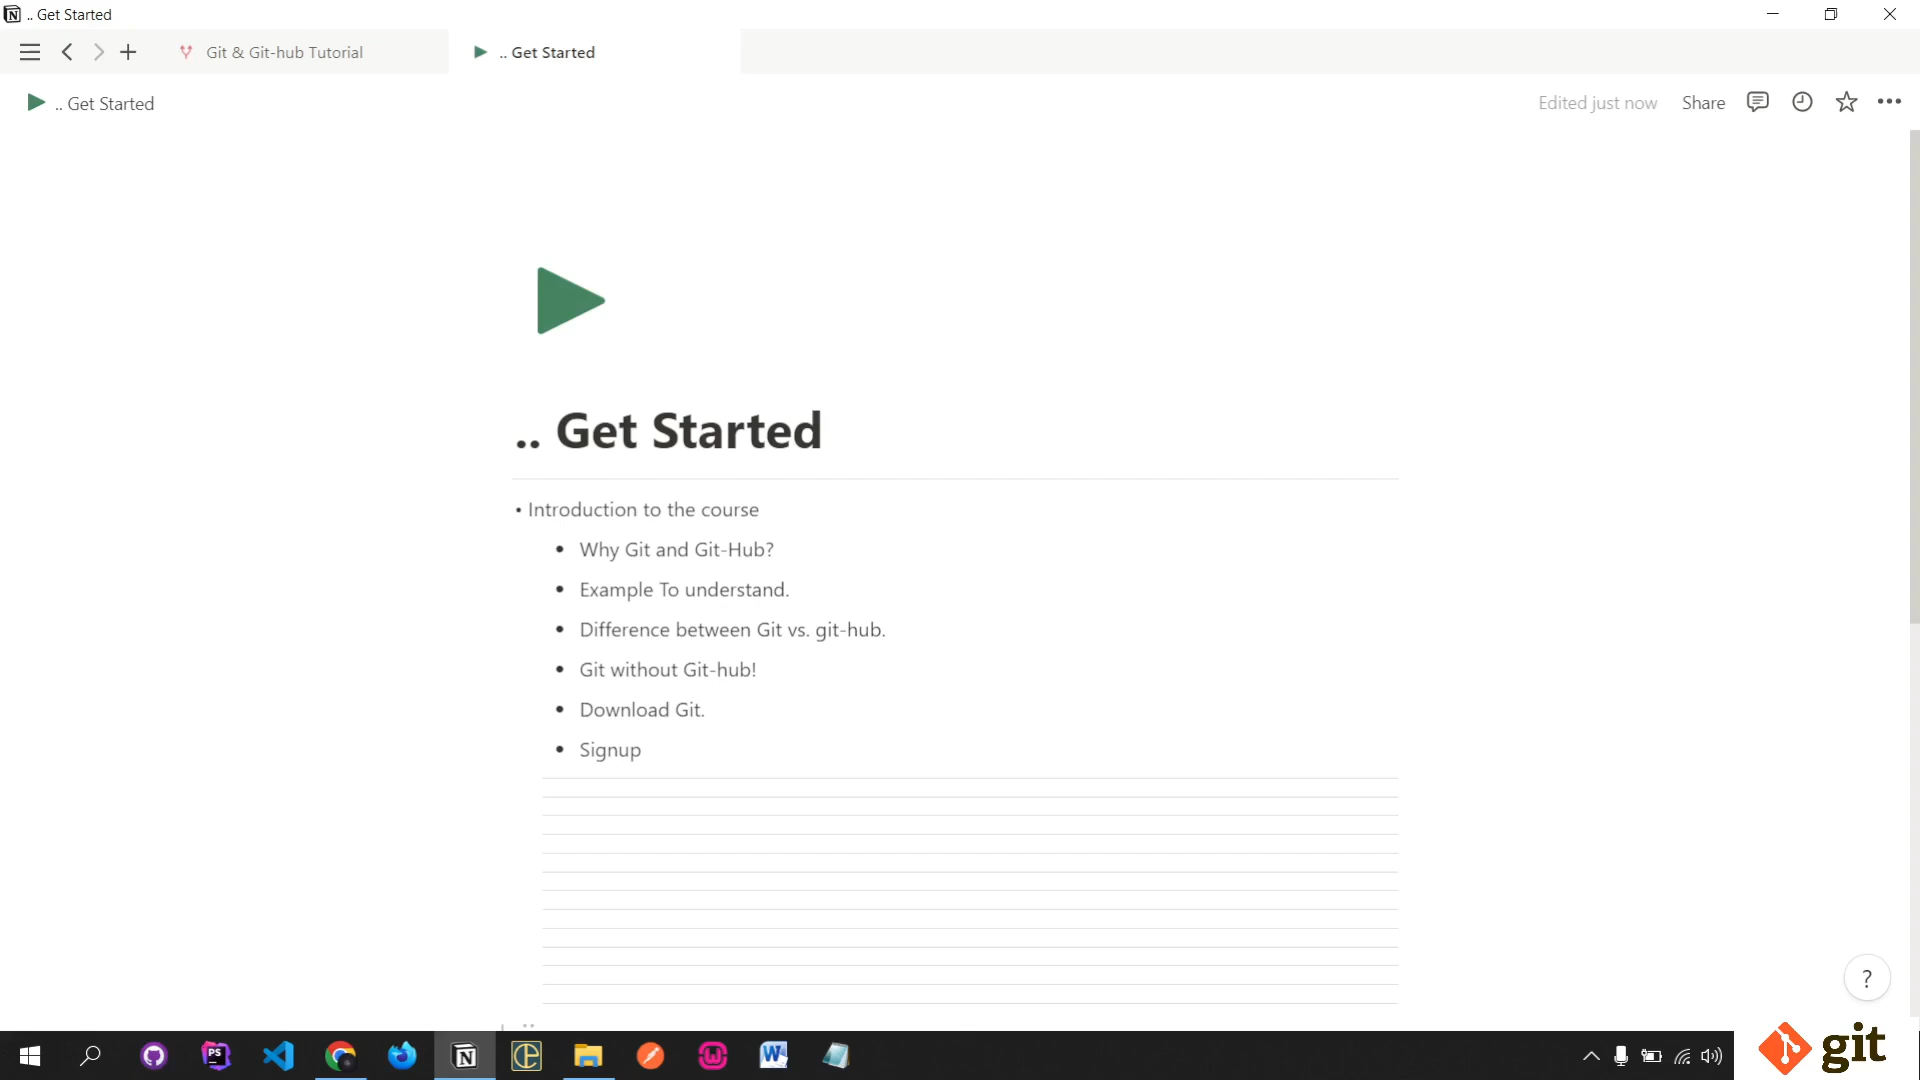 .. Get Started
Git & Git-hub Tutorial
.. Get Started
.. Get Started
Edited just now
Share
.. Get Started
• Introduction to the course
• Why Git and Git-Hub?
• Example To understand.
• Difference between Git vs. git-hub.
• Git without Git-hub!
• Download Git.
• Signup
?
git